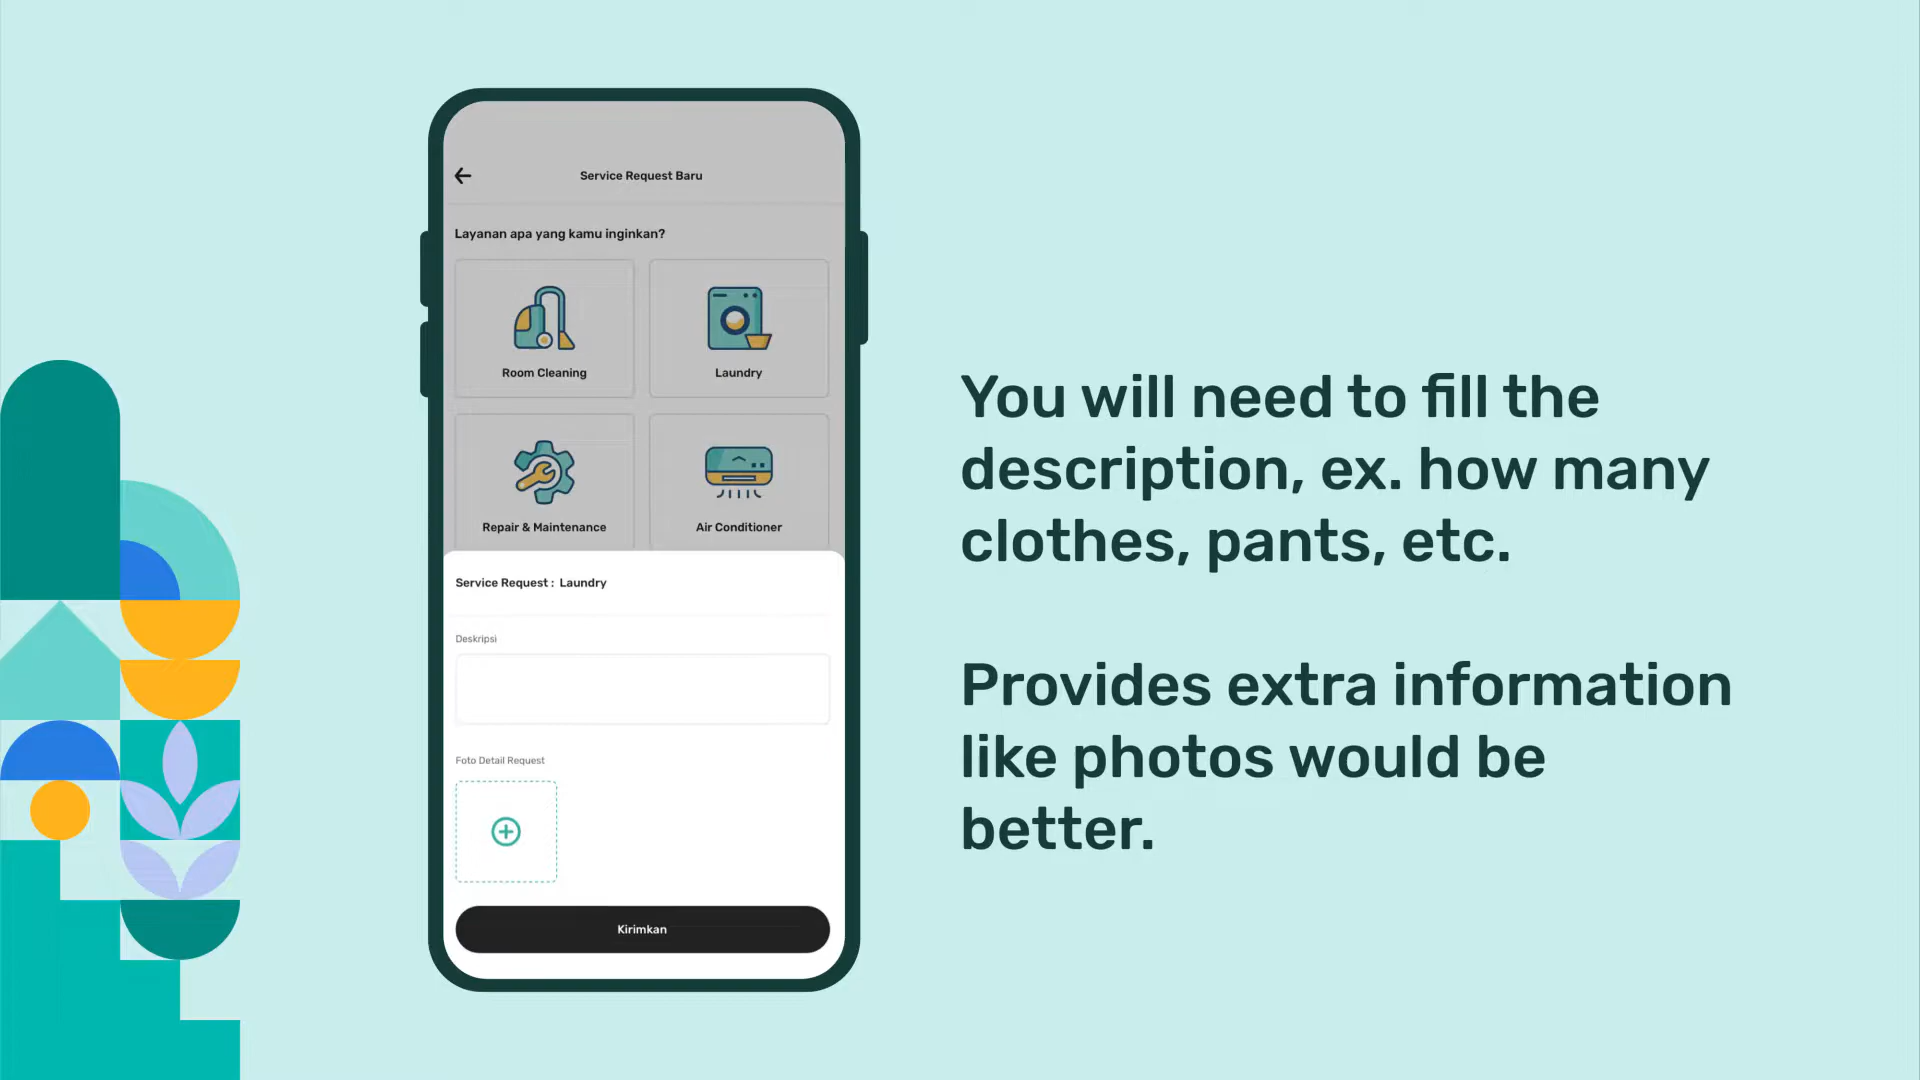 Service Request Baru
Layanan apa yang kamu inginkan?
Room Cleaning
Laundry
Repair & Maintenance
Air Conditioner
Service Request : Laundry
Deskripsi
Foto Detail Request
Kirimkan
You will need to fill the
description, ex. how many
clothes, pants, etc.
Provides extra information
like photos would be
better.